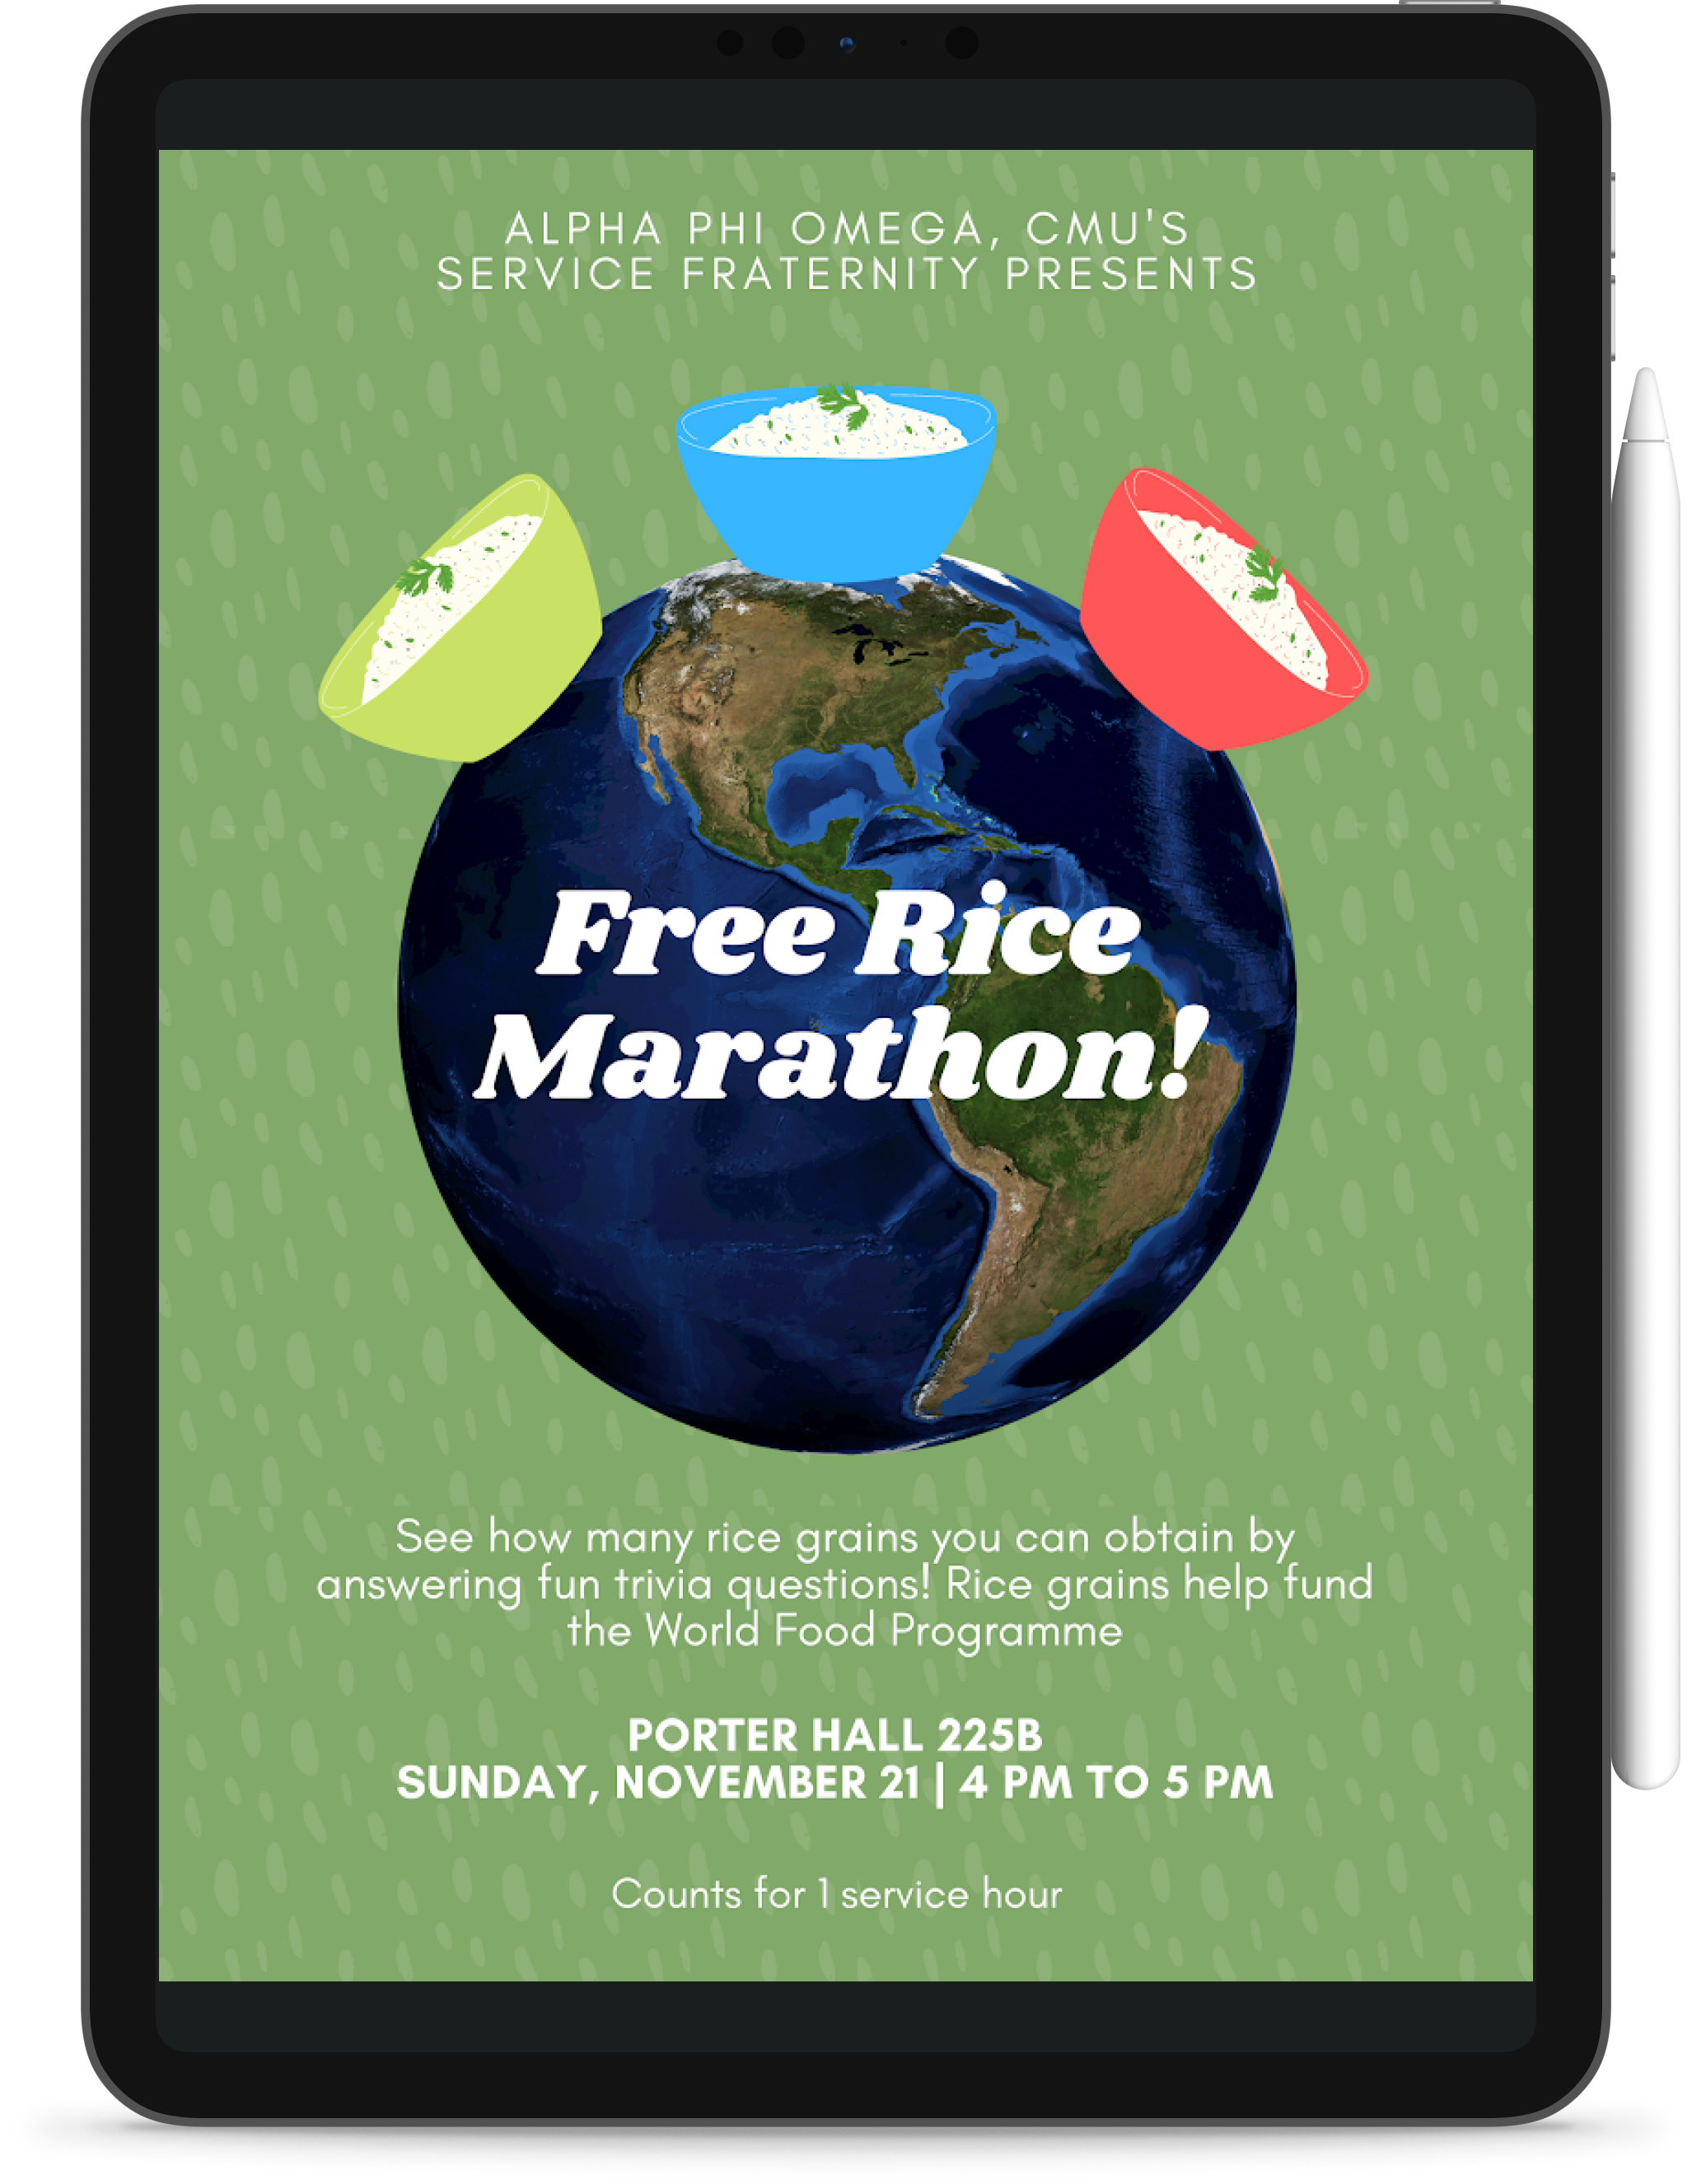 ALPHA PHI OMEGA, CMU'S
SERVICE FRATERNITY PRESENTS
Free Rice
Marathon!
See how many rice grains you can obtain by
answering fun trivia questions! Rice grains help fund
the World Food Programme
PORTER HALL 225B
SUNDAY, NOVEMBER 21 | 4 PM TO 5 PM
Counts for 1 service hour